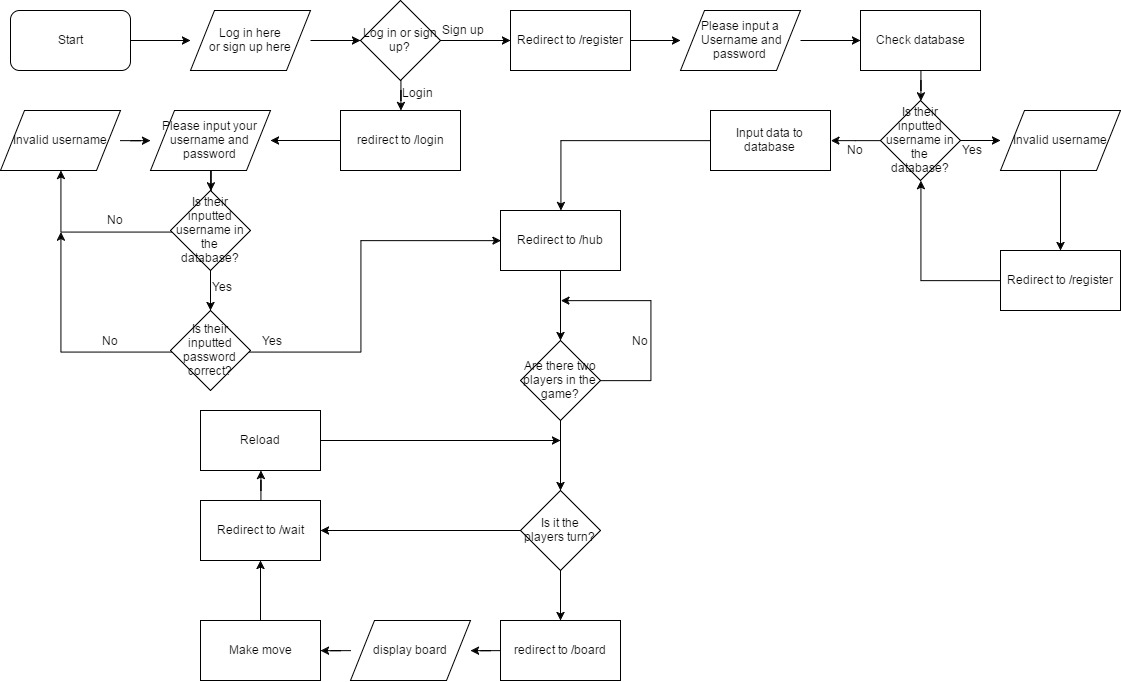 Start
Log in here
or sign up here
Log in or sign
up?
Sign up
Redirect to /register
Please input a
Username and
password
Check database
Login
Invalid username
Please input your
username and
password
redirect to /login
Input data to
database
No
Is their
inputted
username in
the
database?
Yes
Invalid username
No
Is their
inputted
username in
the
database?
Redirect to /hub
Redirect to /register
Yes
No
Is their
inputted
password
correct?
Yes
No
Are there two
players in the
game?
Reload
Redirect to /wait
Is it the
players turn?
Make move
display board
redirect to /board